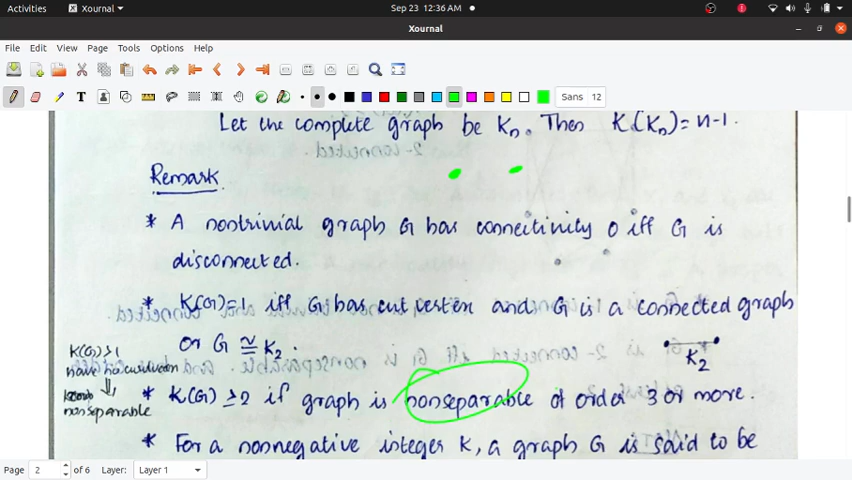 Activities Xournal Sep 23 12:36 AM
Xournal
File Edit View Page Tools Options Help
Sans 12
Let the complete graph be Kn. Then K(Kn)=n-1.
2-connected
Remark
* A nontrivial graph G has connectivity 0 iff G is
disconnected.
* K(G)=1 iff G has cut vertex and G is a connected graph
or G ≅ K2.
K2
K(G)>1
have no cutvertex
⇓
nonseparable
* K(G) ≥2 if graph is nonseparable of order 3 or more.
* For a nonnegative integer K, a graph G is said to be
Page 2 of 6 Layer: Layer 1